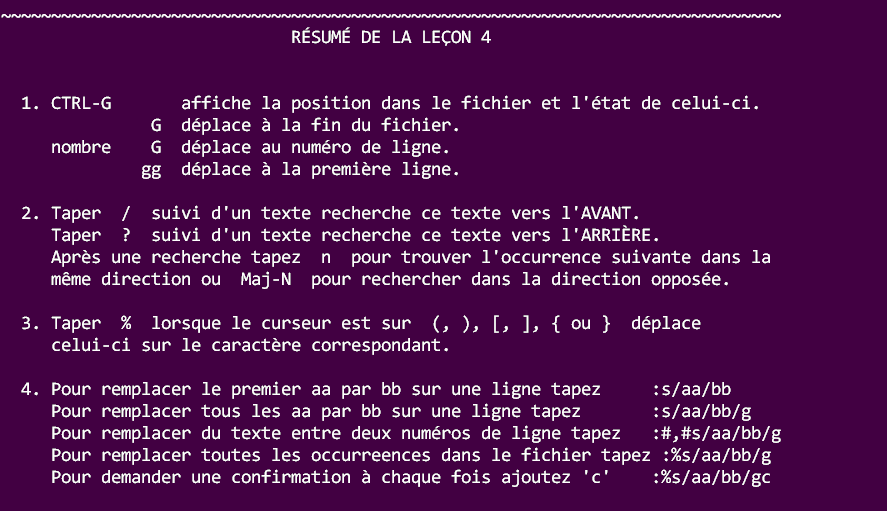 ~~~~~~~~~~~~~~~~~~~~~~~~~~~~~~~~~~~~~~~~~~~~~~~~~~~~~~~~~~~~~~~~~~~~~~~~~~~~~~
RÉSUMÉ DE LA LEÇON 4
1. CTRL-G       affiche la position dans le fichier et l'état de celui-ci.
             G  déplace à la fin du fichier.
   nombre    G  déplace au numéro de ligne.
            gg  déplace à la première ligne.
2. Taper  /  suivi d'un texte recherche ce texte vers l'AVANT.
   Taper  ?  suivi d'un texte recherche ce texte vers l'ARRIÈRE.
   Après une recherche tapez  n  pour trouver l'occurrence suivante dans la
   même direction ou  Maj-N  pour rechercher dans la direction opposée.
3. Taper  %  lorsque le curseur est sur  (, ), [, ], { ou }  déplace
   celui-ci sur le caractère correspondant.
4. Pour remplacer le premier aa par bb sur une ligne tapez     :s/aa/bb
   Pour remplacer tous les aa par bb sur une ligne tapez       :s/aa/bb/g
   Pour remplacer du texte entre deux numéros de ligne tapez   :#,#s/aa/bb/g
   Pour remplacer toutes les occurreences dans le fichier tapez :%s/aa/bb/g
   Pour demander une confirmation à chaque fois ajoutez 'c'    :%s/aa/bb/gc